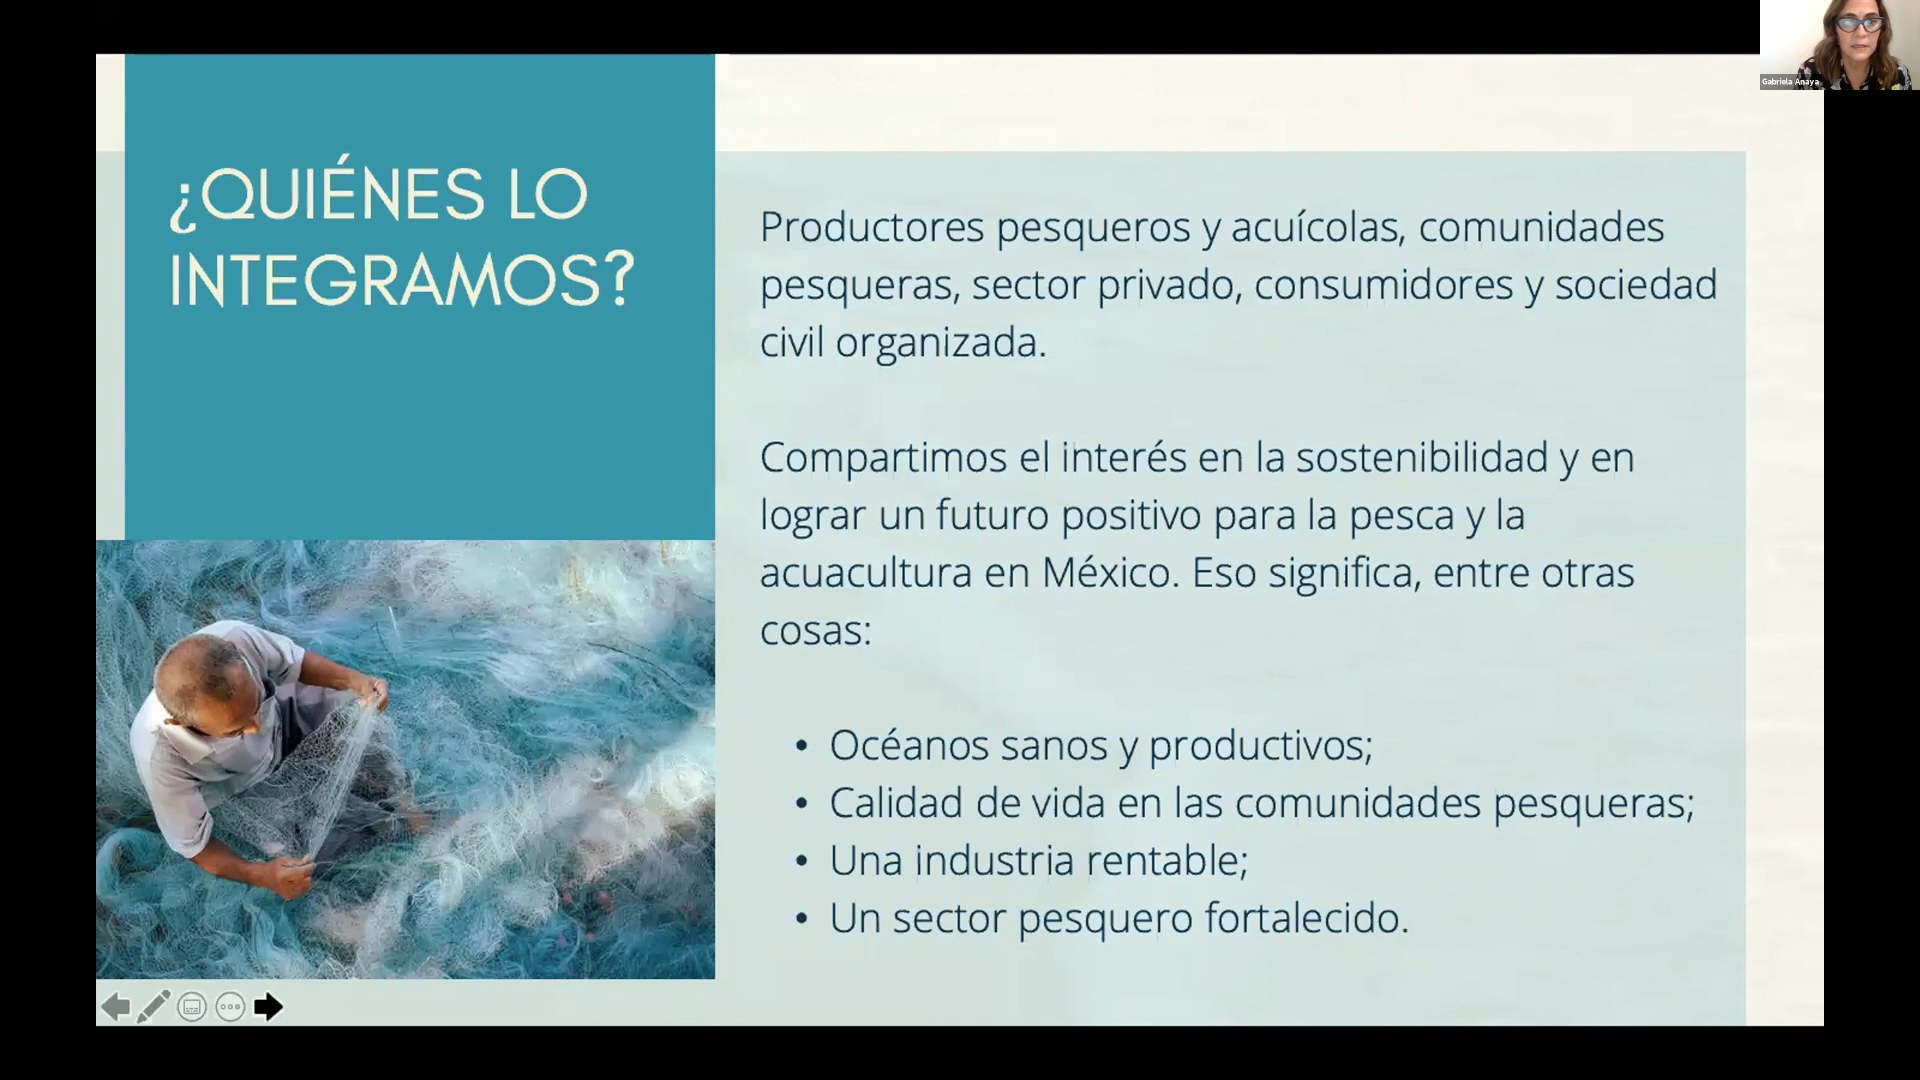 Gabriela Anaya
¿QUIÉNES LO
INTEGRAMOS?
Productores pesqueros y acuícolas, comunidades
pesqueras, sector privado, consumidores y sociedad
civil organizada.
Compartimos el interés en la sostenibilidad y en
lograr un futuro positivo para la pesca y la
acuacultura en México. Eso significa, entre otras
cosas:
• Océanos sanos y productivos;
• Calidad de vida en las comunidades pesqueras;
• Una industria rentable;
• Un sector pesquero fortalecido.